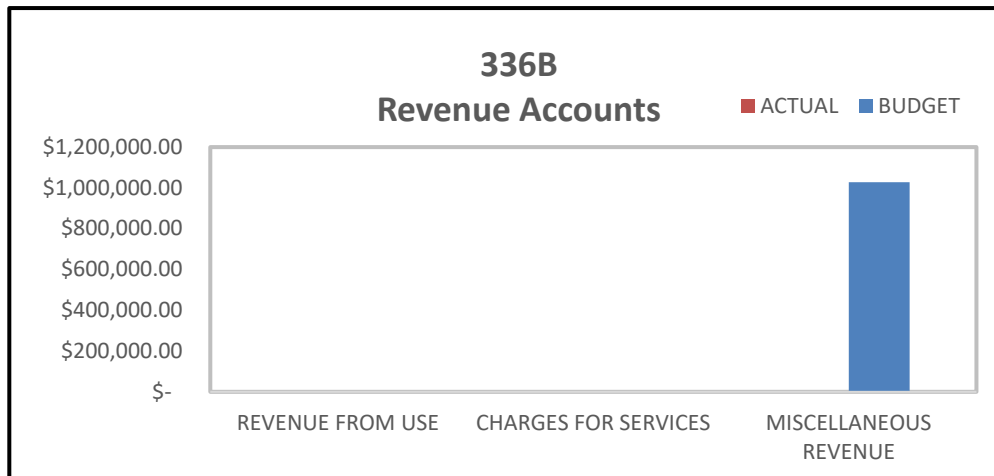 336B
Revenue Accounts
ACTUAL BUDGET
$1,200,000.00
$1,000,000.00
$800,000.00
$600,000.00
$400,000.00
$200,000.00
$-
REVENUE FROM USE CHARGES FOR SERVICES MISCELLANEOUS
REVENUE